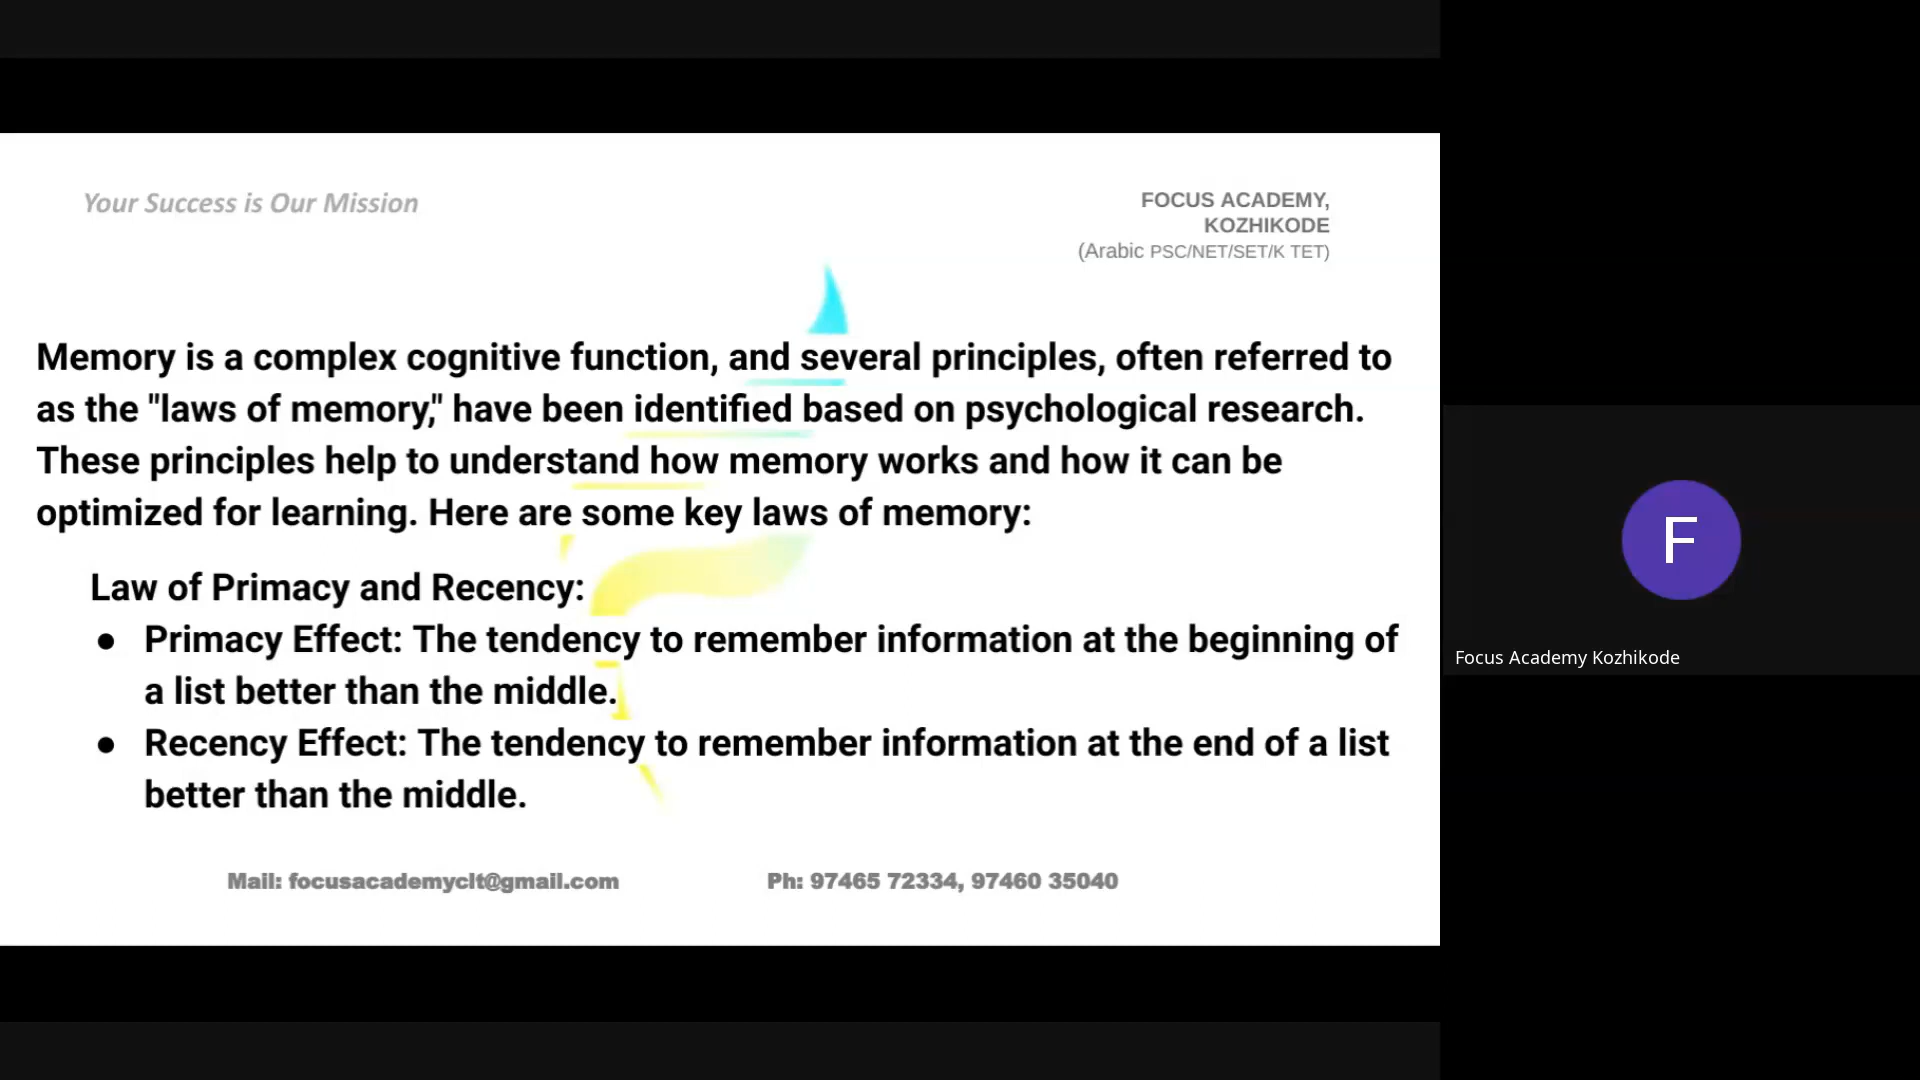 Your Success is Our Mission
FOCUS ACADEMY,
KOZHIKODE
(Arabic PSC/NET/SET/K TET)
Memory is a complex cognitive function, and several principles, often referred to
as the "laws of memory," have been identified based on psychological research.
These principles help to understand how memory works and how it can be
optimized for learning. Here are some key laws of memory:
Law of Primacy and Recency:
● Primacy Effect: The tendency to remember information at the beginning of
a list better than the middle.
● Recency Effect: The tendency to remember information at the end of a list
better than the middle.
Mail: focusacademyclt@gmail.com Ph: 97465 72334, 97460 35040
F
Focus Academy Kozhikode